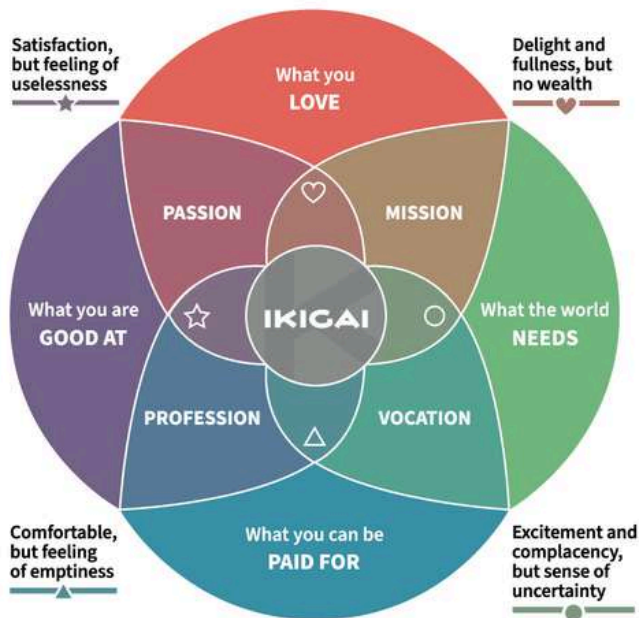 Satisfaction,
but feeling of
uselessness
Delight and
fullness, but
no wealth
What you
LOVE
PASSION
MISSION
What you are
GOOD AT
IKIGAI
What the world
NEEDS
PROFESSION
VOCATION
What you can be
PAID FOR
Comfortable,
but feeling
of emptiness
Excitement and
complacency,
but sense of
uncertainty